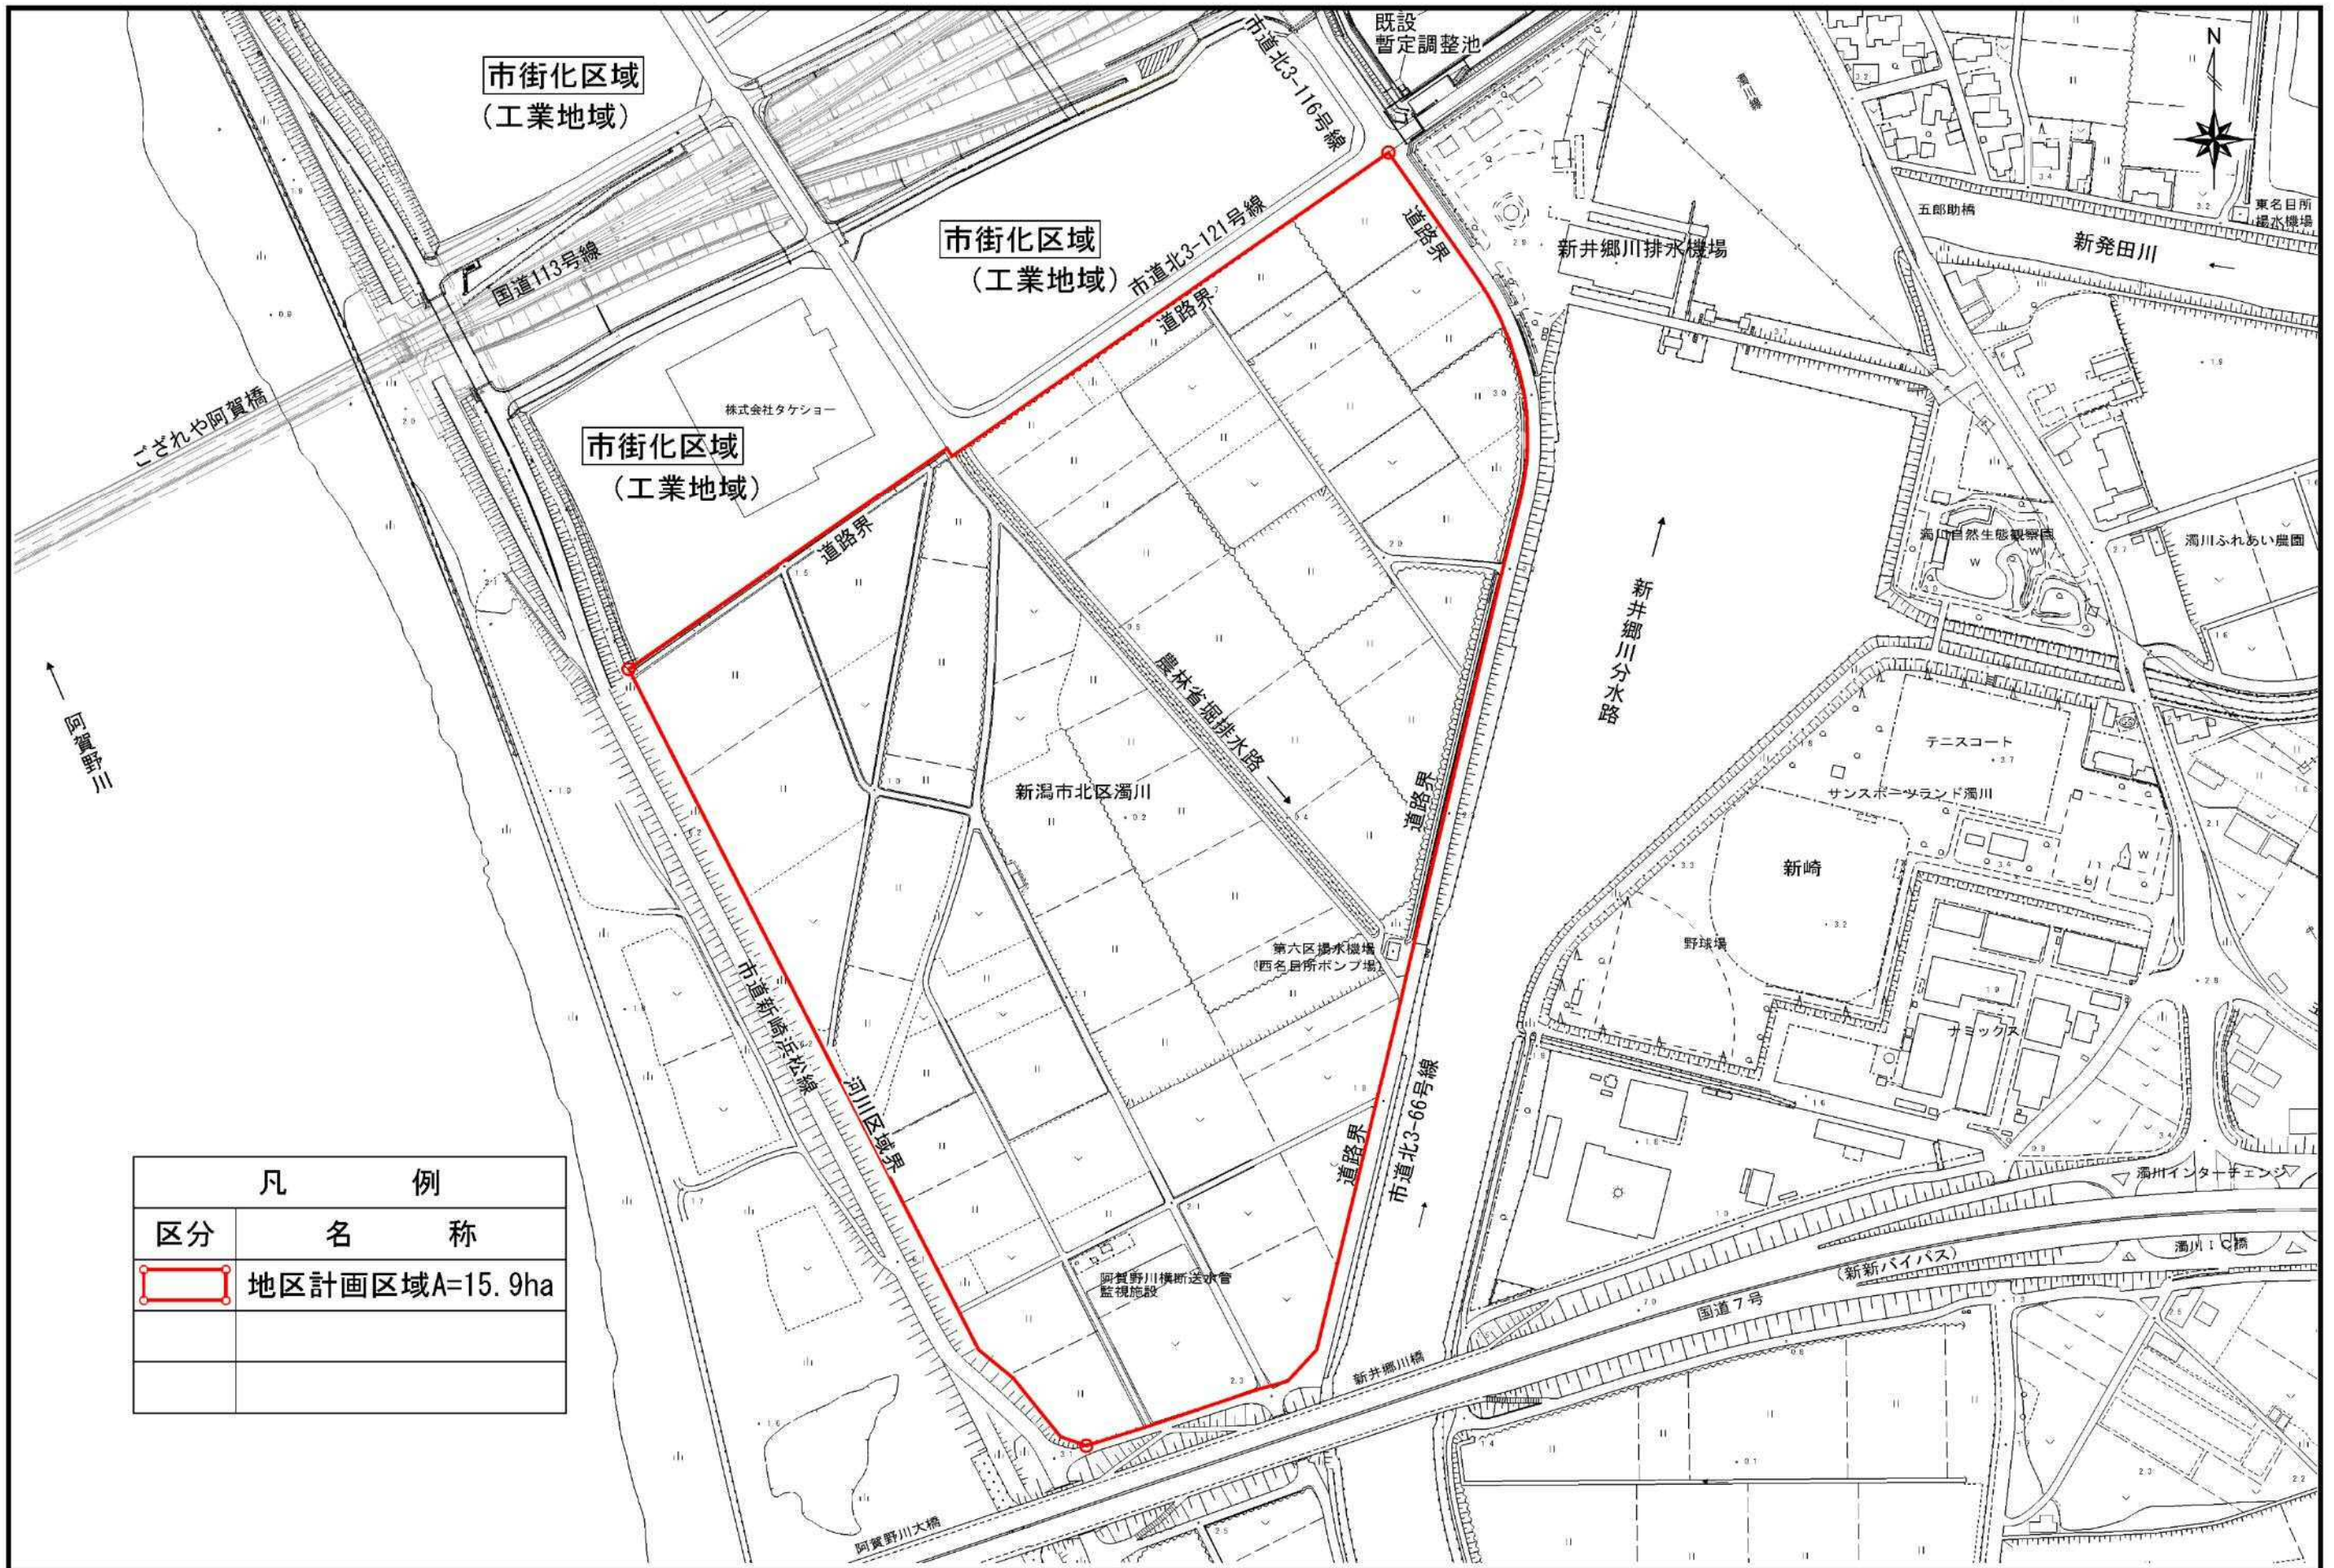 既設
暫定調整池
市道北3-116号線
N
市街化区域
(工業地域)
濁川線
五郎助橋
東名目所
揚水機場
新発田川
←
国道113号線
市街化区域
(工業地域)
市道北3-121号線
道路界
道路界
新井郷川排水機場
ござれや阿賀橋
株式会社タケショー
市街化区域
(工業地域)
道路界
濁川自然生態観察園
濁川ふれあい農園
新井郷川分水路
阿賀野川
農林省堀排水路
テニスコート
サンスポーツランド濁川
新潟市北区濁川
道路界
新崎
野球場
第六区揚水機場
(西名目所ポンプ場)
市道新崎浜松線
河川区域界
ナミックス
道路界
市道北3-66号線
濁川インターチェンジ
濁川IC橋
(新新バイパス)
国道7号
阿賀野川横断送水管
監視施設
新井郷川橋
阿賀野川大橋
凡 例
区分 名 称
地区計画区域A=15.9ha